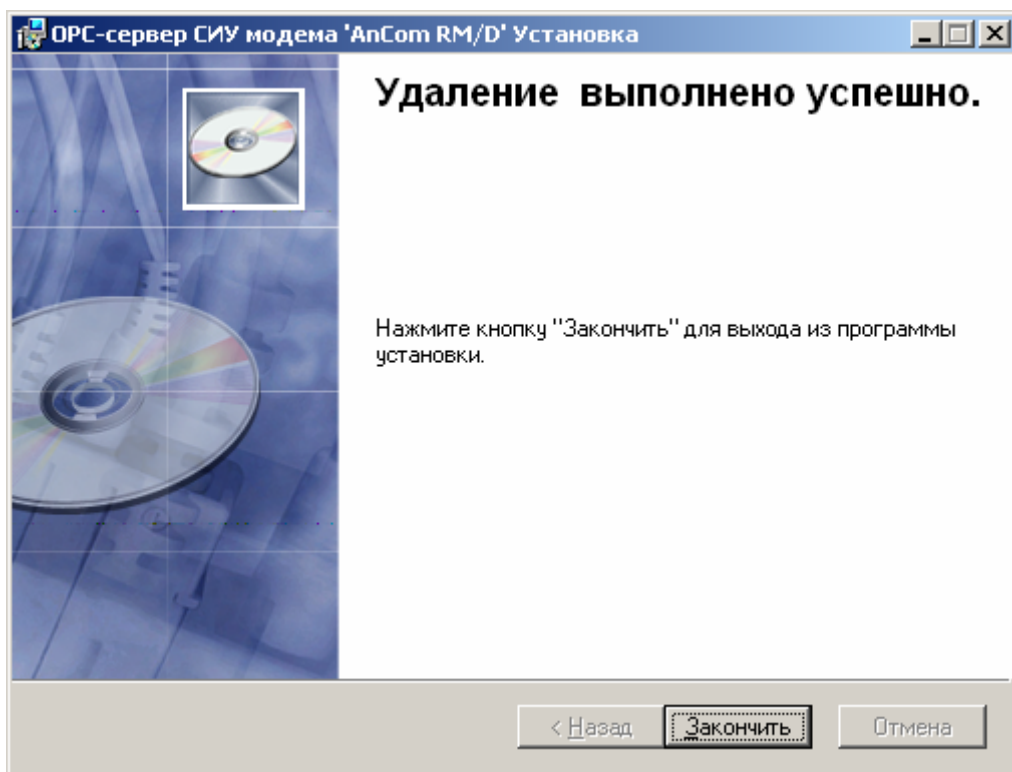 ОРС-сервер СИУ модема 'AnCom RM/D' Установка
Удаление выполнено успешно.
Нажмите кнопку "Закончить" для выхода из программы
установки.
< Назад Закончить Отмена